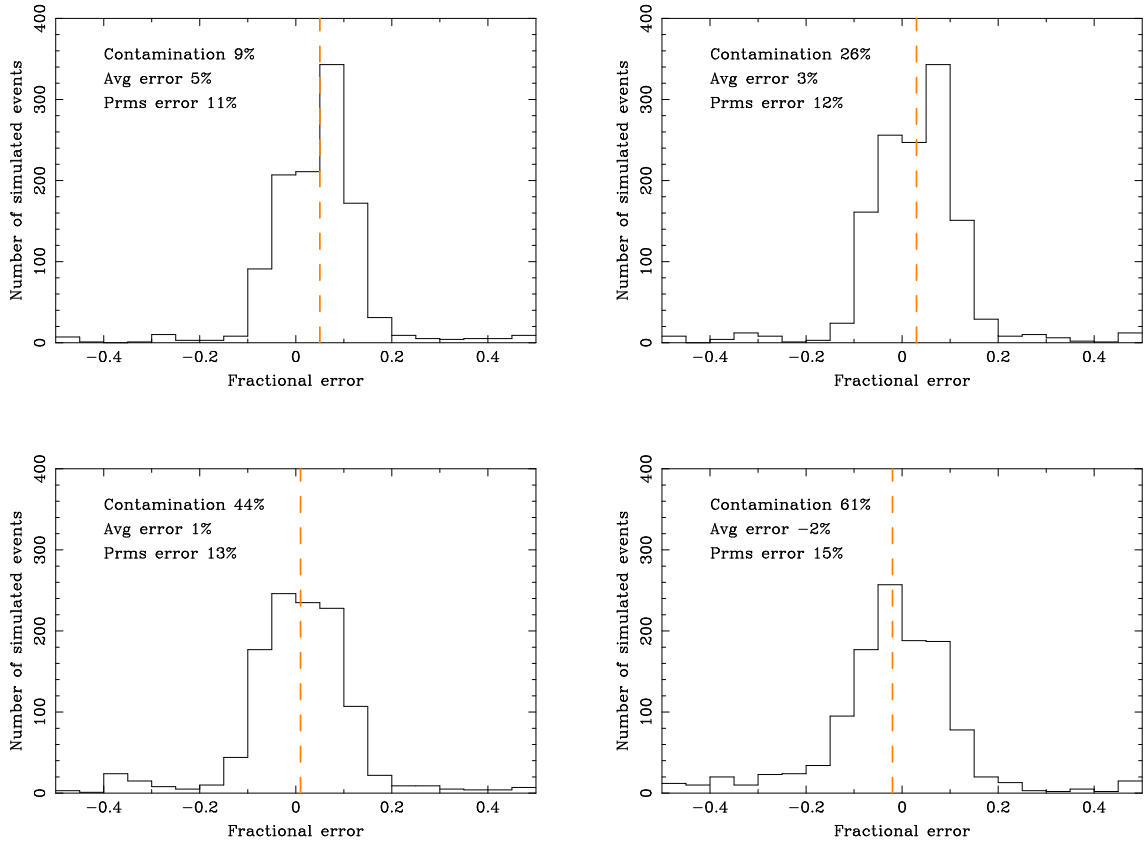 400
300
200
100
0
Number of simulated events
Contamination 9%
Avg error 5%
Prms error 11%
−0.4 −0.2 0 0.2 0.4
Fractional error
400
300
200
100
0
Number of simulated events
Contamination 26%
Avg error 3%
Prms error 12%
−0.4 −0.2 0 0.2 0.4
Fractional error
400
300
200
100
0
Number of simulated events
Contamination 44%
Avg error 1%
Prms error 13%
−0.4 −0.2 0 0.2 0.4
Fractional error
400
300
200
100
0
Number of simulated events
Contamination 61%
Avg error −2%
Prms error 15%
−0.4 −0.2 0 0.2 0.4
Fractional error